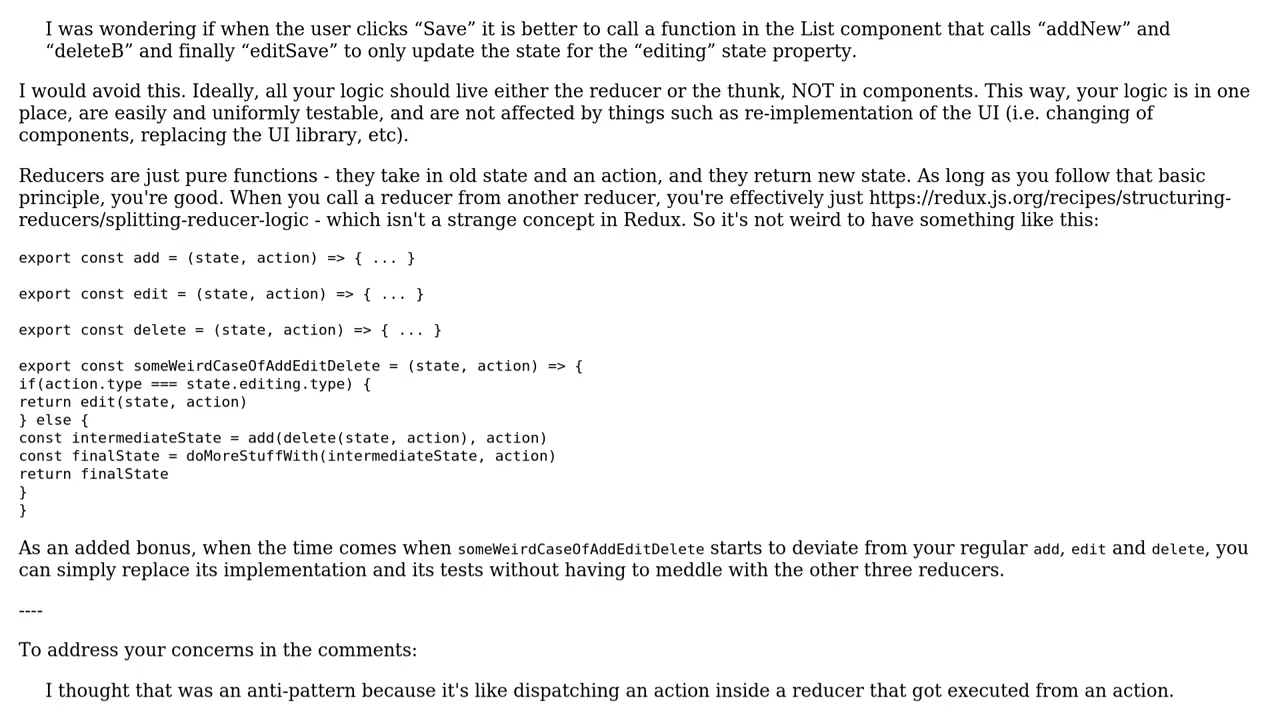 I was wondering if when the user clicks “Save” it is better to call a function in the List component that calls “addNew” and
“deleteB” and finally “editSave” to only update the state for the “editing” state property.
I would avoid this. Ideally, all your logic should live either the reducer or the thunk, NOT in components. This way, your logic is in one
place, are easily and uniformly testable, and are not affected by things such as re-implementation of the UI (i.e. changing of
components, replacing the UI library, etc).
Reducers are just pure functions - they take in old state and an action, and they return new state. As long as you follow that basic
principle, you're good. When you call a reducer from another reducer, you're effectively just https://redux.js.org/recipes/structuring-
reducers/splitting-reducer-logic - which isn't a strange concept in Redux. So it's not weird to have something like this:
export const add = (state, action) => { ... }
export const edit = (state, action) => { ... }
export const delete = (state, action) => { ... }
export const someWeirdCaseOfAddEditDelete = (state, action) => {
if(action.type === state.editing.type) {
return edit(state, action)
} else {
const intermediateState = add(delete(state, action), action)
const finalState = doMoreStuffWith(intermediateState, action)
return finalState
}
}
As an added bonus, when the time comes when someWeirdCaseOfAddEditDelete starts to deviate from your regular add, edit and delete, you
can simply replace its implementation and its tests without having to meddle with the other three reducers.
----
To address your concerns in the comments:
I thought that was an anti-pattern because it's like dispatching an action inside a reducer that got executed from an action.